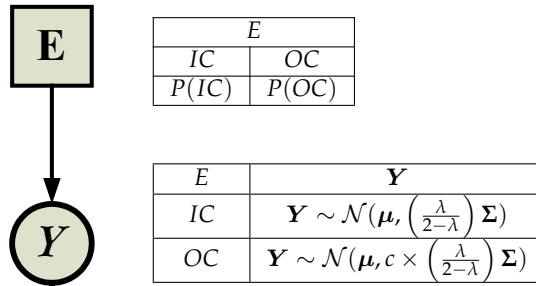 E
E
IC OC
P(IC) P(OC)
Y
E Y
IC Y ∼ N(μ, (λ/(2−λ)) Σ)
OC Y ∼ N(μ, c × (λ/(2−λ)) Σ)